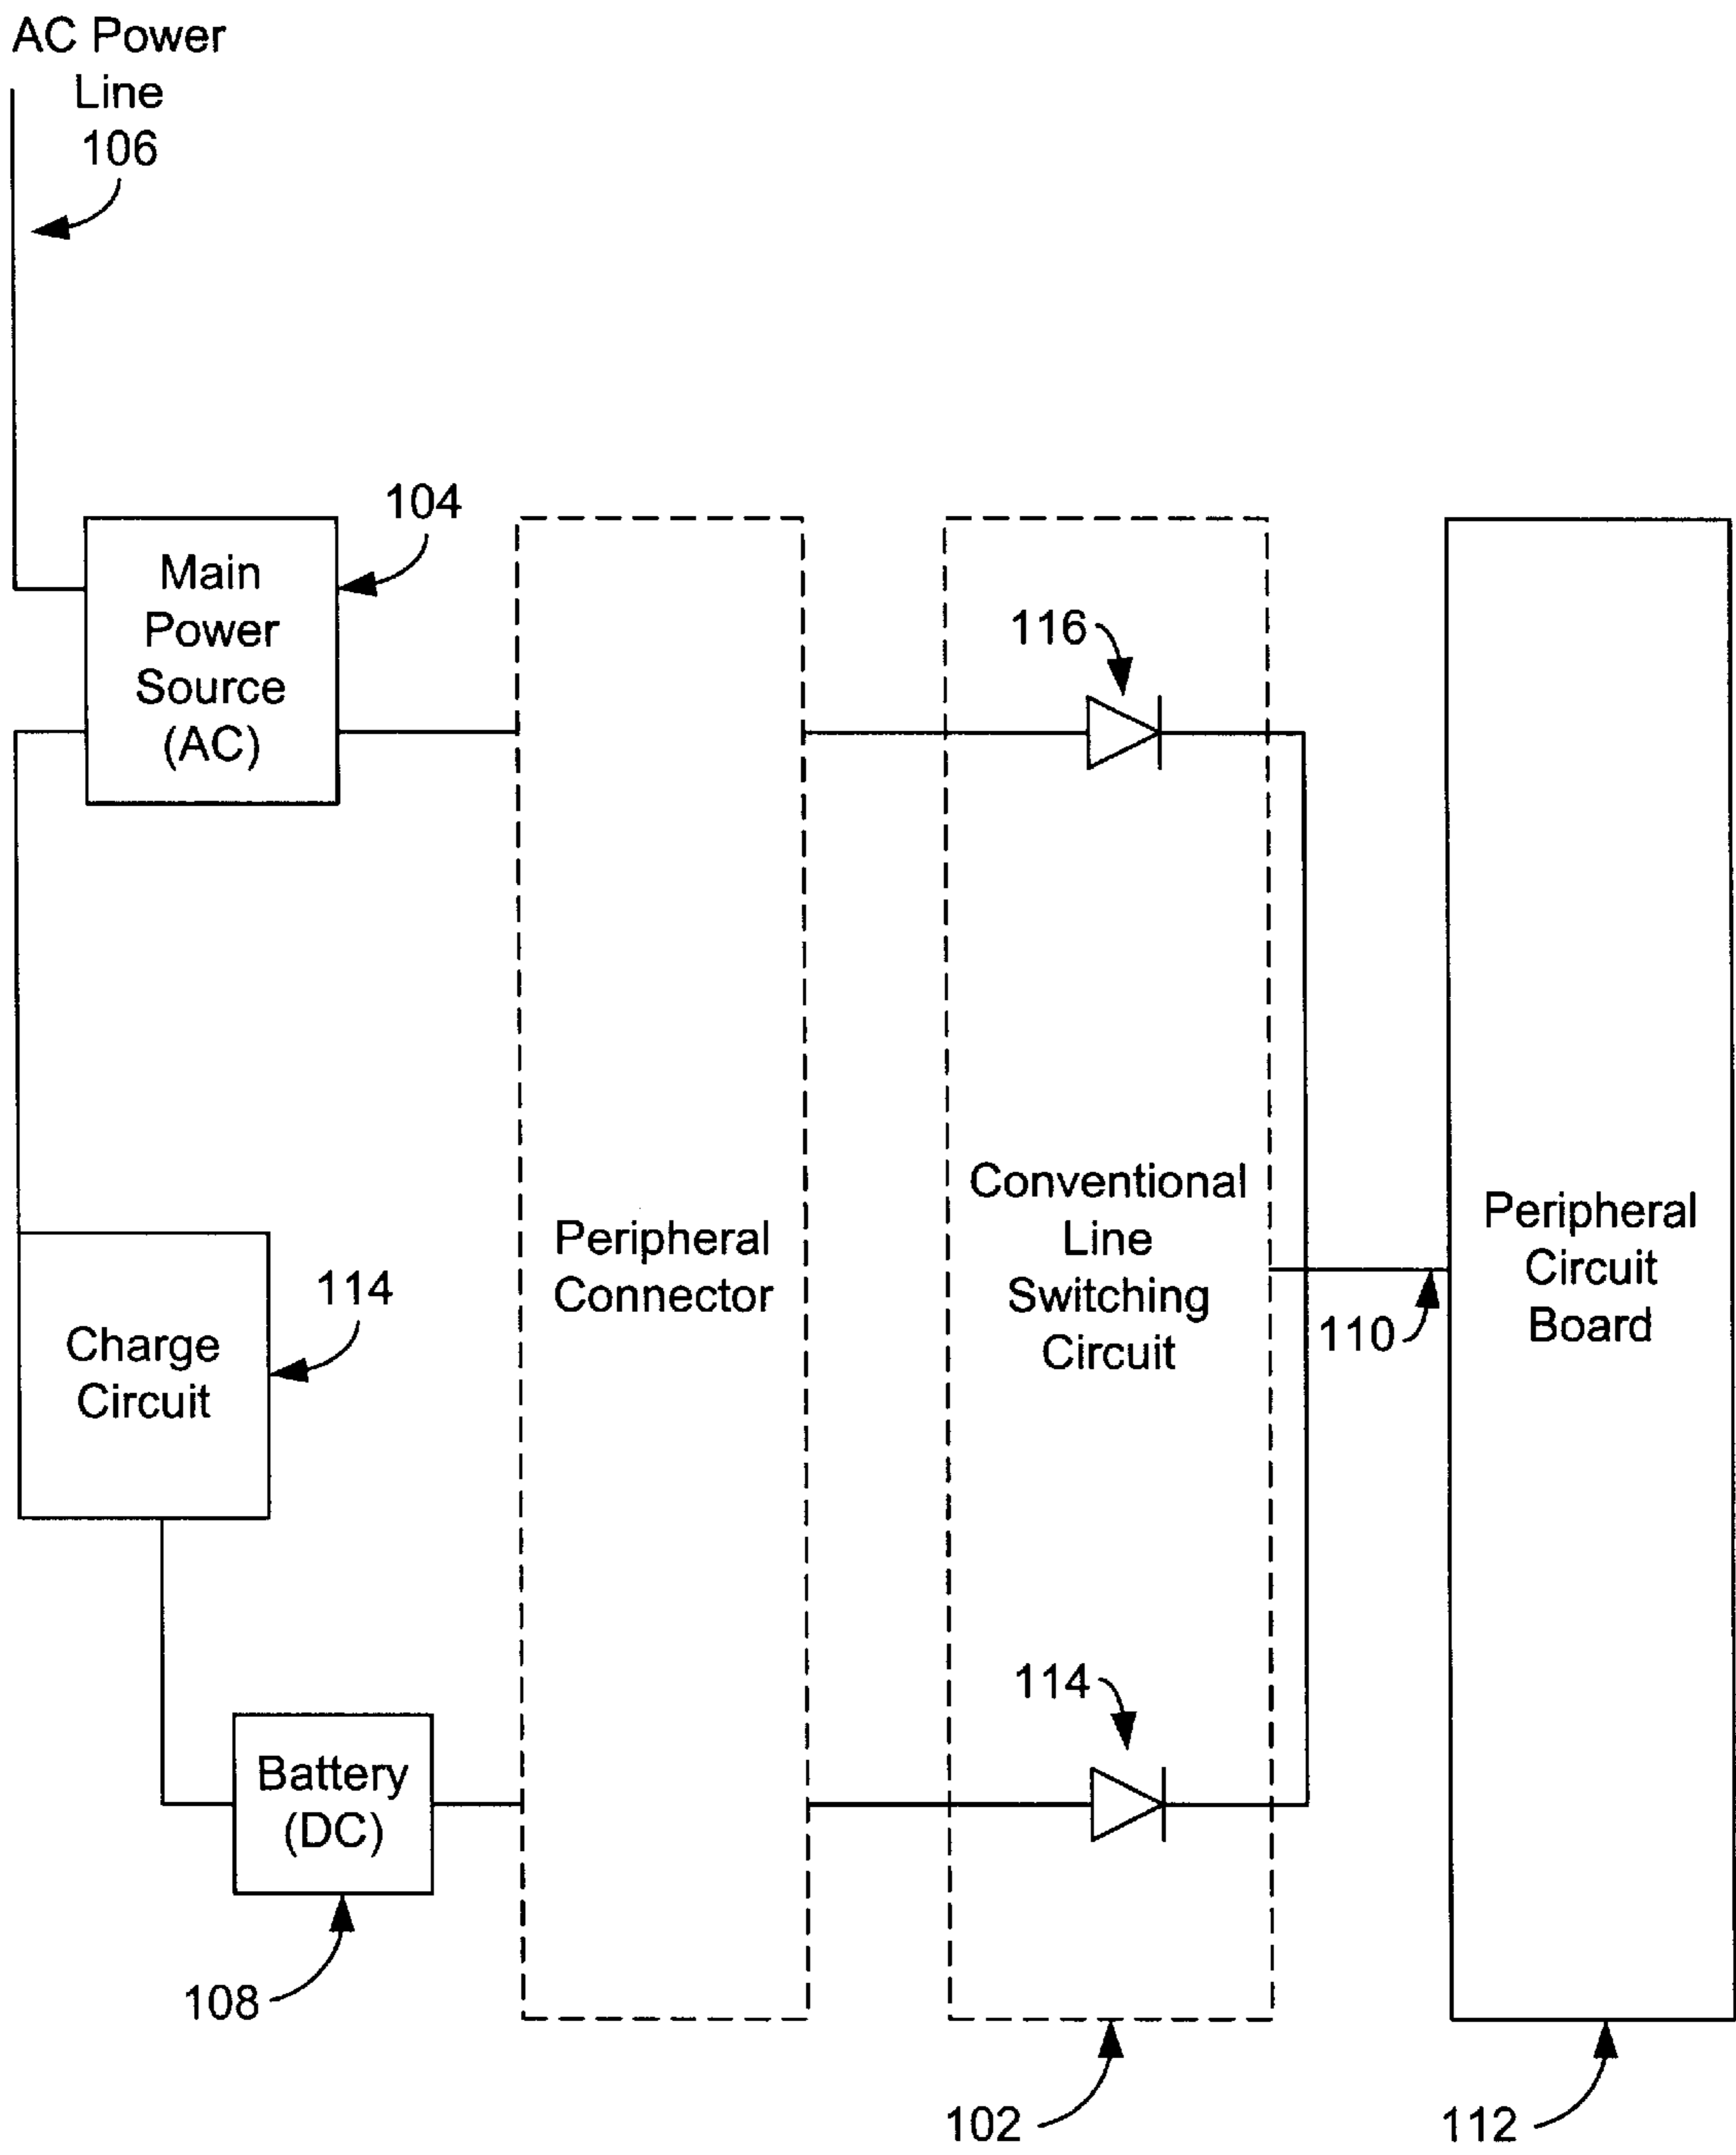 AC Power
Line
106
104
Main
Power
Source
(AC)
116
Peripheral
Connector
Conventional
Line
Switching
Circuit
110
Peripheral
Circuit
Board
114
Charge
Circuit
114
Battery
(DC)
108
102
112